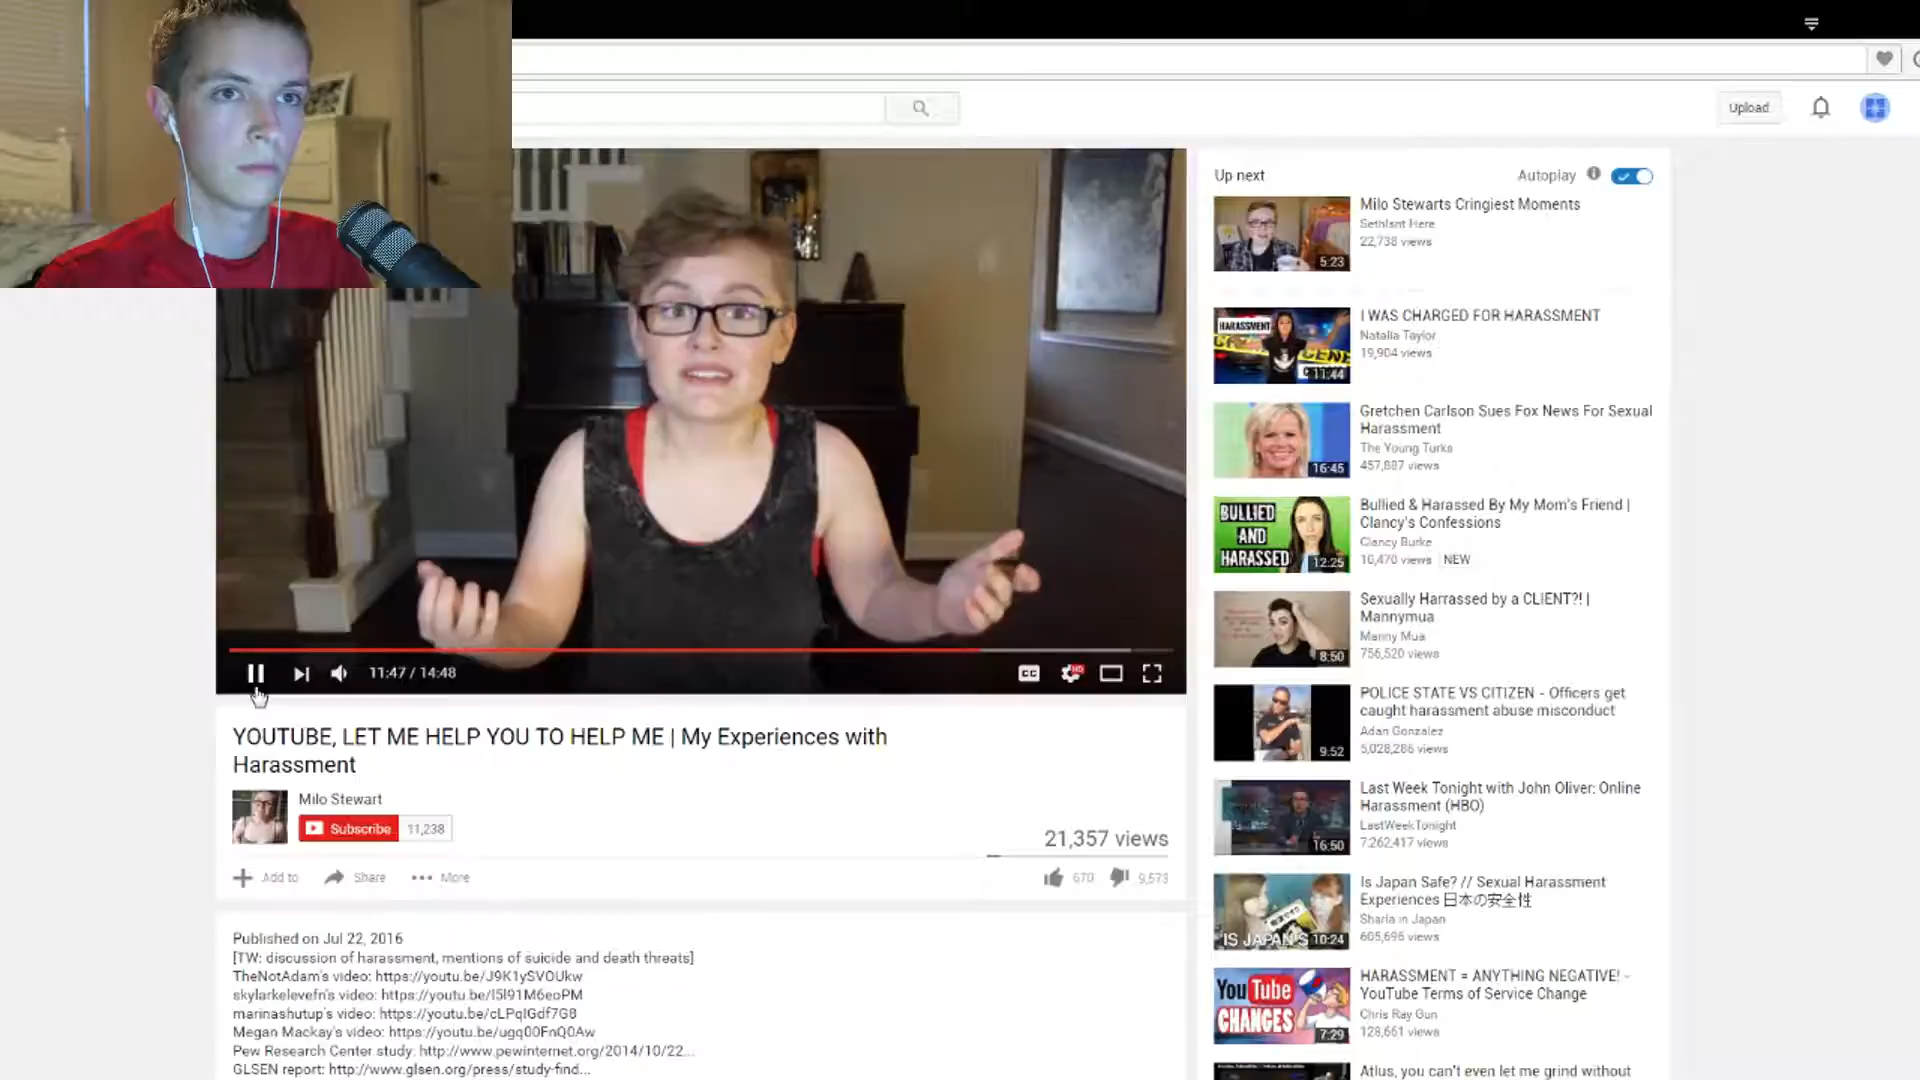 Upload
Up next
Autoplay
Milo Stewarts Cringiest Moments
Sethlant Here
22,738 views
5:23
I WAS CHARGED FOR HARASSMENT
Natalia Taylor
19,904 views
HARASSMENT
11:44
Gretchen Carlson Sues Fox News For Sexual
Harassment
The Young Turks
457,887 views
16:45
Bullied & Harassed By My Mom's Friend |
Clancy's Confessions
Clancy Burke
10,470 views NEW
BULLIED
AND
HARASSED
12:25
Sexually Harrassed by a CLIENT?! |
Mannymua
Manny Mua
756,520 views
8:50
POLICE STATE VS CITIZEN - Officers get
caught harassment abuse misconduct
Adan Gonzalez
5,028,286 views
9:52
Last Week Tonight with John Oliver: Online
Harassment (HBO)
LastWeekTonight
7,262,417 views
16:50
Is Japan Safe? // Sexual Harassment
Experiences 日本の安全性
Sharla in Japan
605,696 views
IS JAPAN'S
10:24
HARASSMENT = ANYTHING NEGATIVE! -
YouTube Terms of Service Change
Chris Ray Gun
128,661 views
You Tube
CHANGES
7:29
Atlus, you can't even let me grind without
11:47 / 14:48
CC
HD
YOUTUBE, LET ME HELP YOU TO HELP ME | My Experiences with
Harassment
Milo Stewart
Subscribe 11,238
21,357 views
Add to Share More
670 9,573
Published on Jul 22, 2016
[TW: discussion of harassment, mentions of suicide and death threats]
TheNotAdam's video: https://youtu.be/J9K1ySVOUkw
skylarkelevefn's video: https://youtu.be/I5I91M6eoPM
marinashutup's video: https://youtu.be/cLPqIGdf7G8
Megan Mackay's video: https://youtu.be/ugq00FnQ0Aw
Pew Research Center study: http://www.pewinternet.org/2014/10/22...
GLSEN report: http://www.glsen.org/press/study-find...